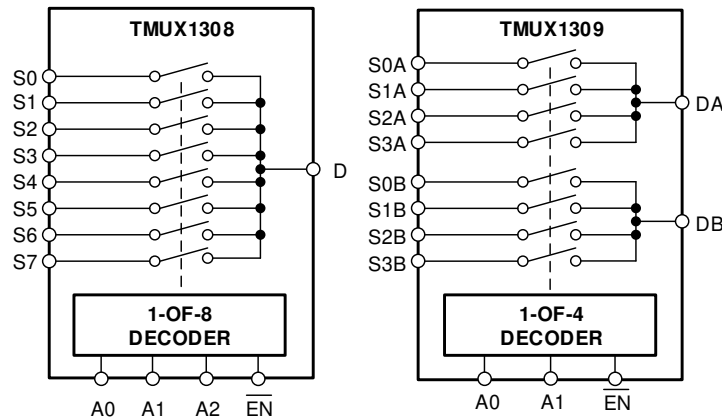 TMUX1308
S0
S1
S2
S3
S4
S5
S6
S7
D
1-OF-8
DECODER
A0 A1 A2 EN
TMUX1309
S0A
S1A
S2A
S3A
DA
S0B
S1B
S2B
S3B
DB
1-OF-4
DECODER
A0 A1 EN